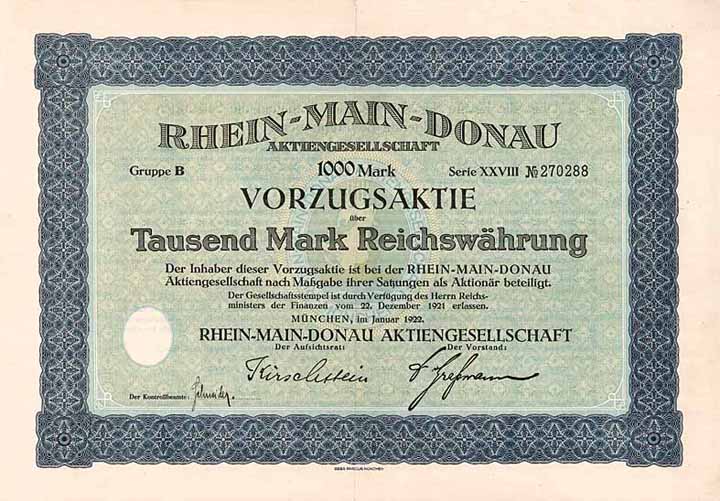 RHEIN-MAIN-DONAU
AKTIENGESELLSCHAFT
Gruppe B 1000 Mark Serie XXVIII № 270288
VORZUGSAKTIE
über
Tausend Mark Reichswährung
Der Inhaber dieser Vorzugsaktie ist bei der RHEIN-MAIN-DONAU
Aktiengesellschaft nach Maßgabe ihrer Satzungen als Aktionär beteiligt.
Der Gesellschaftsstempel ist durch Verfügung des Herrn Reichs-
ministers der Finanzen vom 22. Dezember 1921 erlassen.
MÜNCHEN, im Januar 1922.
RHEIN-MAIN-DONAU AKTIENGESELLSCHAFT
Der Aufsichtsrat: Der Vorstand:
Kirschstein
Der Kontrollbeamte: Schneider